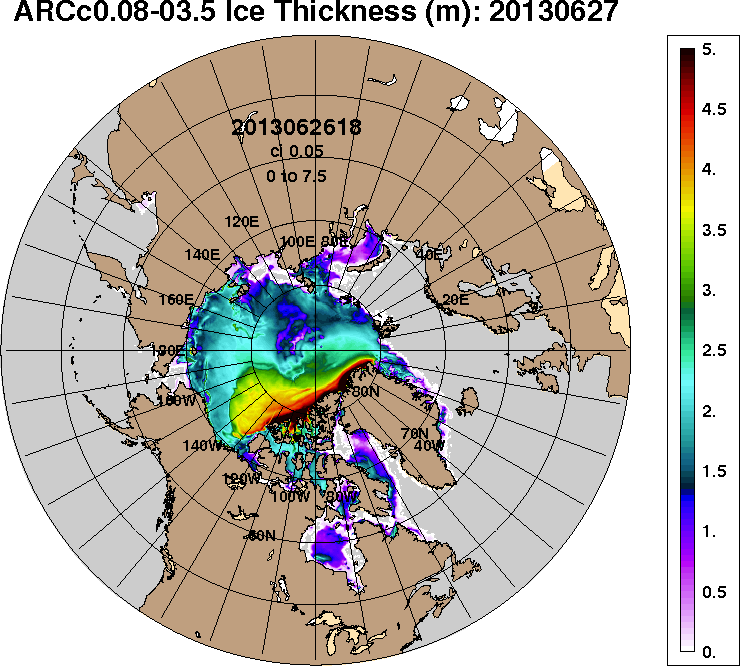 ARCc0.08-03.5 Ice Thickness (m): 20130627
2013062618
ci 0.05
0 to 7.5
120E
100E 80E
140E
40E
160E
20E
180E
160W
80N
140W
70N
40W
120W
100W
80W
60N
5.
4.5
4.
3.5
3.
2.5
2.
1.5
1.
0.5
0.